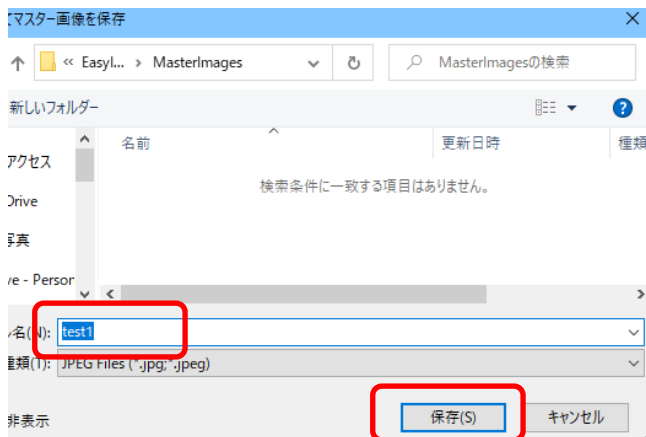 てマスター画像を保存
« EasyI... › MasterImages
MasterImagesの検索
新しいフォルダー
名前 更新日時 種類
アクセス
Drive
検索条件に一致する項目はありません。
写真
ve - Person
ル名(N): test1
種類(T): JPEG Files (*.jpg;*.jpeg)
非表示
保存(S) キャンセル